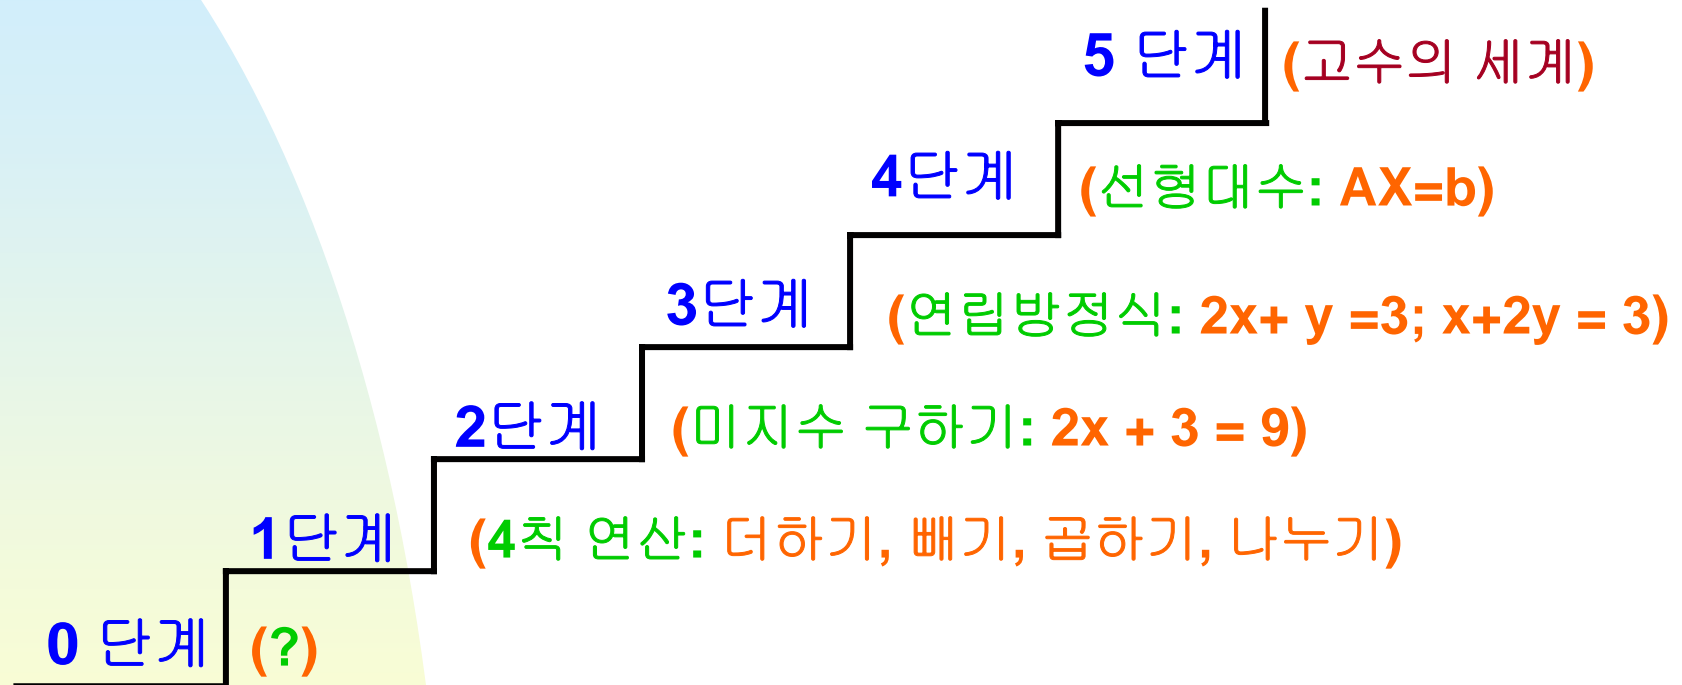 5 단계 (고수의 세계)
4단계 (선형대수: AX=b)
3단계 (연립방정식: 2x+ y =3; x+2y = 3)
2단계 (미지수 구하기: 2x + 3 = 9)
1단계 (4칙 연산: 더하기, 빼기, 곱하기, 나누기)
0 단계 (?)